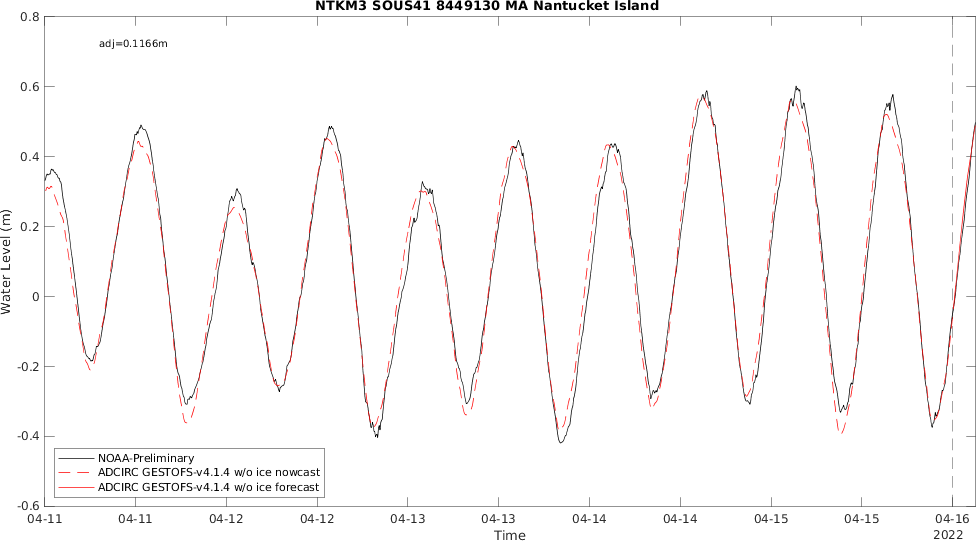 NTKM3 SOUS41 8449130 MA Nantucket Island
0.8
adj=0.1166m
0.6
0.4
0.2
0
-0.2
-0.4
-0.6
Water Level (m)
NOAA-Preliminary
ADCIRC GESTOFS-v4.1.4 w/o ice nowcast
ADCIRC GESTOFS-v4.1.4 w/o ice forecast
04-11 04-11 04-12 04-12 04-13 04-13 04-14 04-14 04-15 04-15 04-16
Time
2022